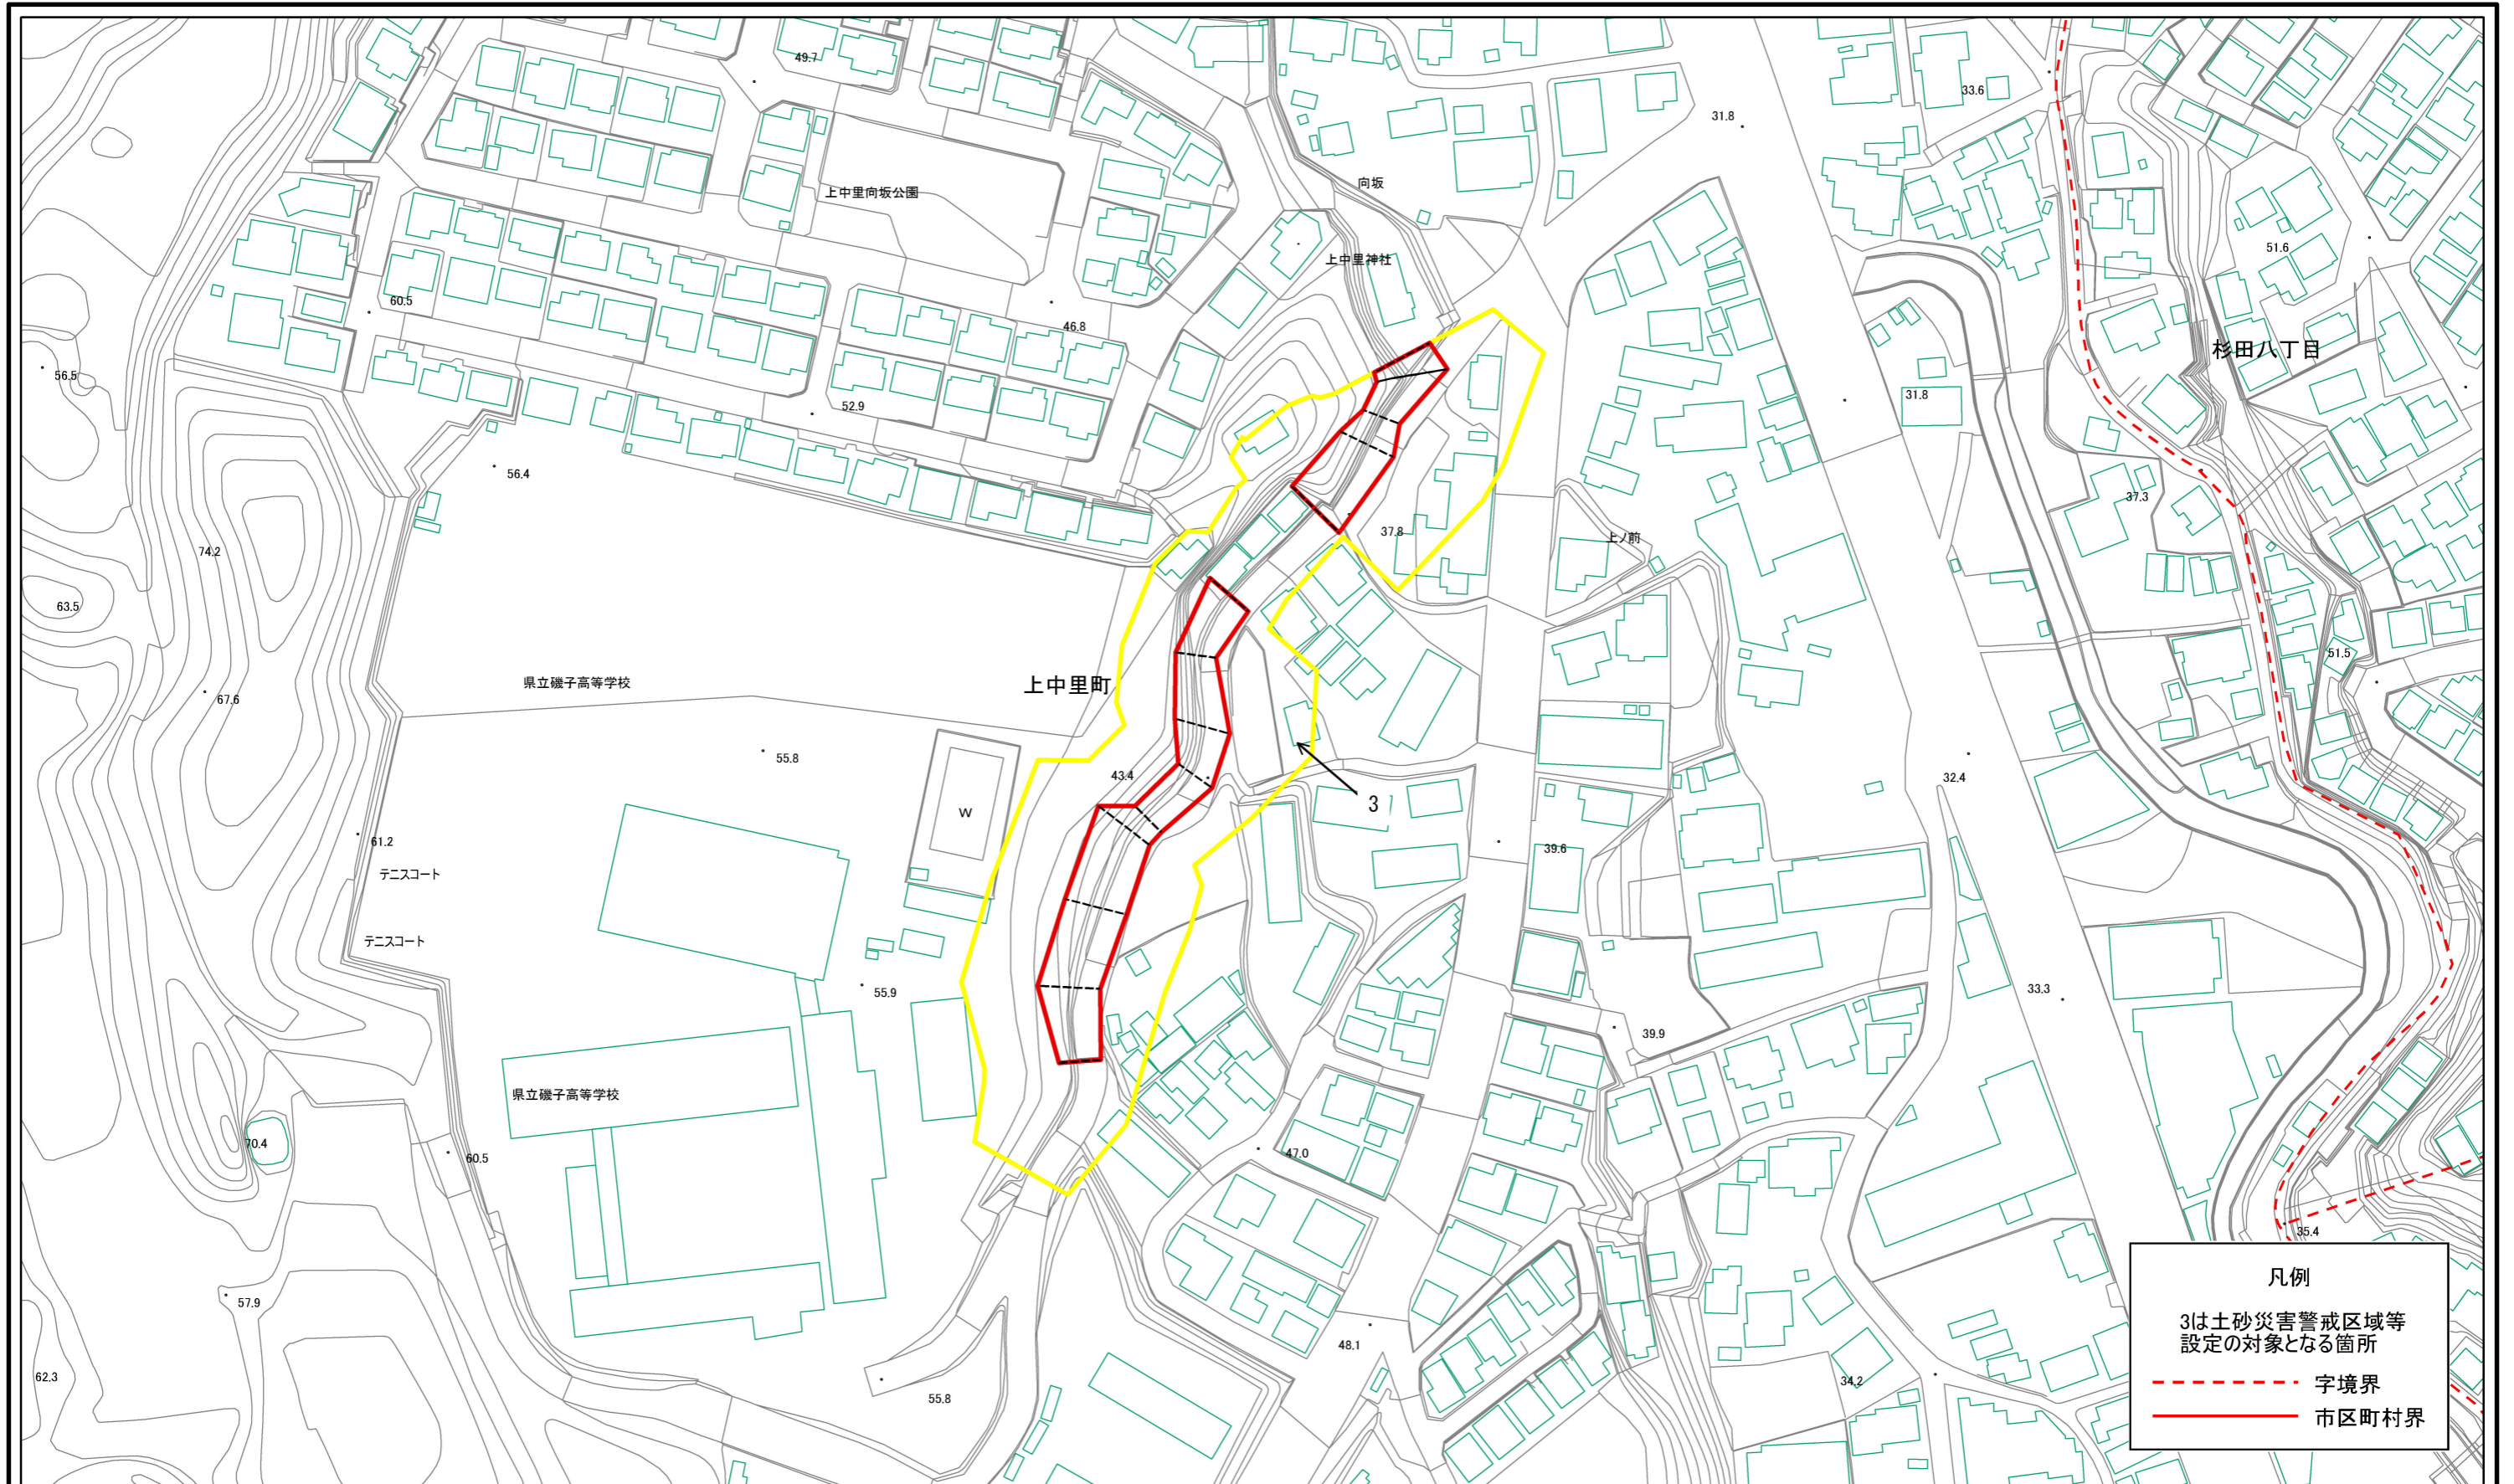 49.7
33.6
31.8
向坂
上中里向坂公園
51.6
上中里神社
60.5
46.8
杉田八丁目
56.5
31.8
52.9
56.4
37.3
37.8
上ノ前
74.2
63.5
51.5
県立磯子高等学校
上中里町
67.6
55.8
43.4
32.4
3
W
61.2
39.6
テニスコート
テニスコート
55.9
33.3
39.9
県立磯子高等学校
70.4
60.5
47.0
35.4
57.9
48.1
62.3
34.2
55.8
凡例
3は土砂災害警戒区域等
設定の対象となる箇所
字境界
市区町村界